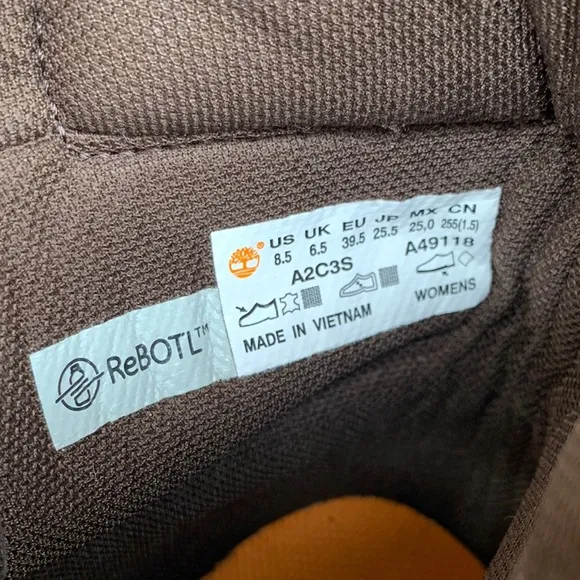 US UK EU JP MX CN
8.5 6.5 39.5 25.5 25,0 255(1.5)
A2C3S A49118
WOMENS
MADE IN VIETNAM
ReBOTL™